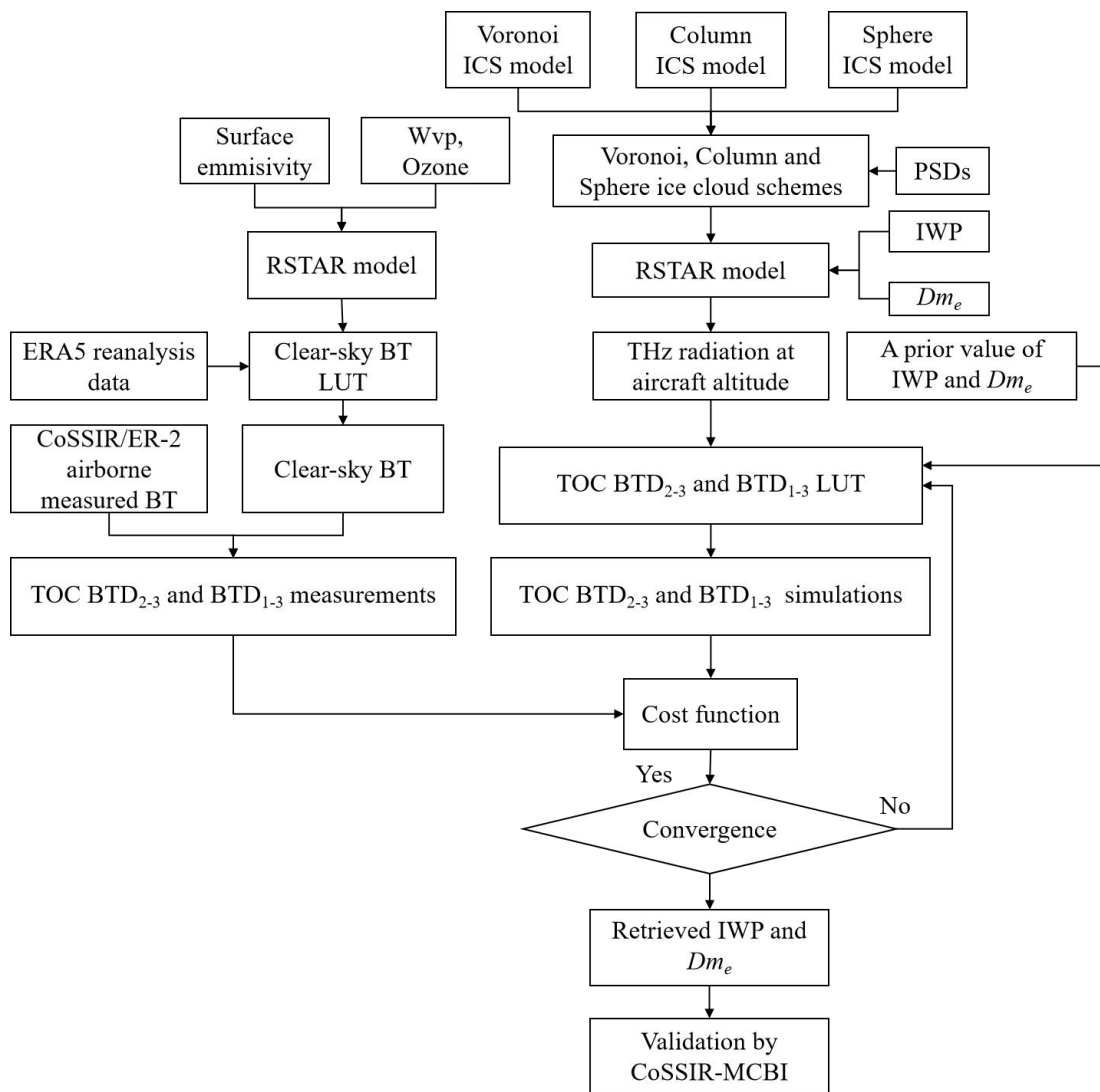 Voronoi
ICS model
Column
ICS model
Sphere
ICS model
Surface
emmisivity
Wvp,
Ozone
Voronoi, Column and
Sphere ice cloud schemes
PSDs
RSTAR model
RSTAR model
IWP
Dmₑ
ERA5 reanalysis
data
Clear-sky BT
LUT
THz radiation at
aircraft altitude
A prior value of
IWP and Dmₑ
CoSSIR/ER-2
airborne
measured BT
Clear-sky BT
TOC BTD₂₋₃ and BTD₁₋₃ LUT
TOC BTD₂₋₃ and BTD₁₋₃ measurements
TOC BTD₂₋₃ and BTD₁₋₃ simulations
Cost function
Yes
No
Convergence
Retrieved IWP and
Dmₑ
Validation by
CoSSIR-MCBI